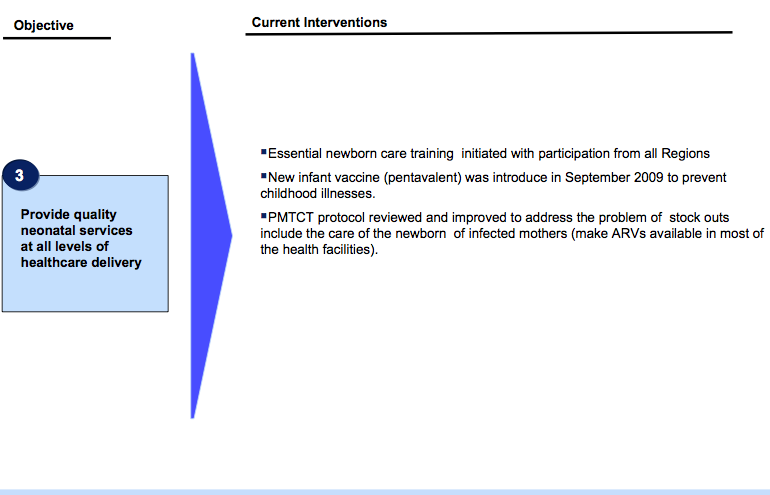 Objective
Current Interventions
3
Provide quality
neonatal services
at all levels of
healthcare delivery
▪Essential newborn care training initiated with participation from all Regions
▪New infant vaccine (pentavalent) was introduce in September 2009 to prevent
childhood illnesses.
▪PMTCT protocol reviewed and improved to address the problem of stock outs
include the care of the newborn of infected mothers (make ARVs available in most of
the health facilities).